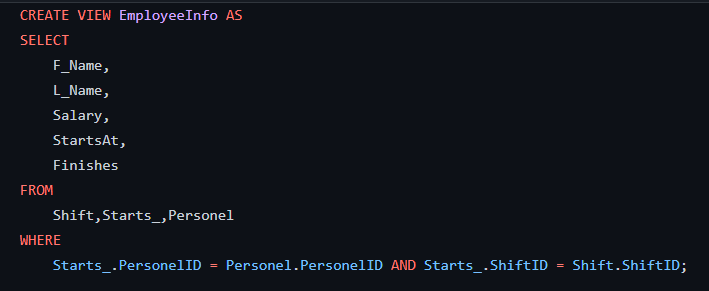 CREATE VIEW EmployeeInfo AS
SELECT
F_Name,
L_Name,
Salary,
StartsAt,
Finishes
FROM
Shift,Starts_,Personel
WHERE
Starts_.PersonelID = Personel.PersonelID AND Starts_.ShiftID = Shift.ShiftID;